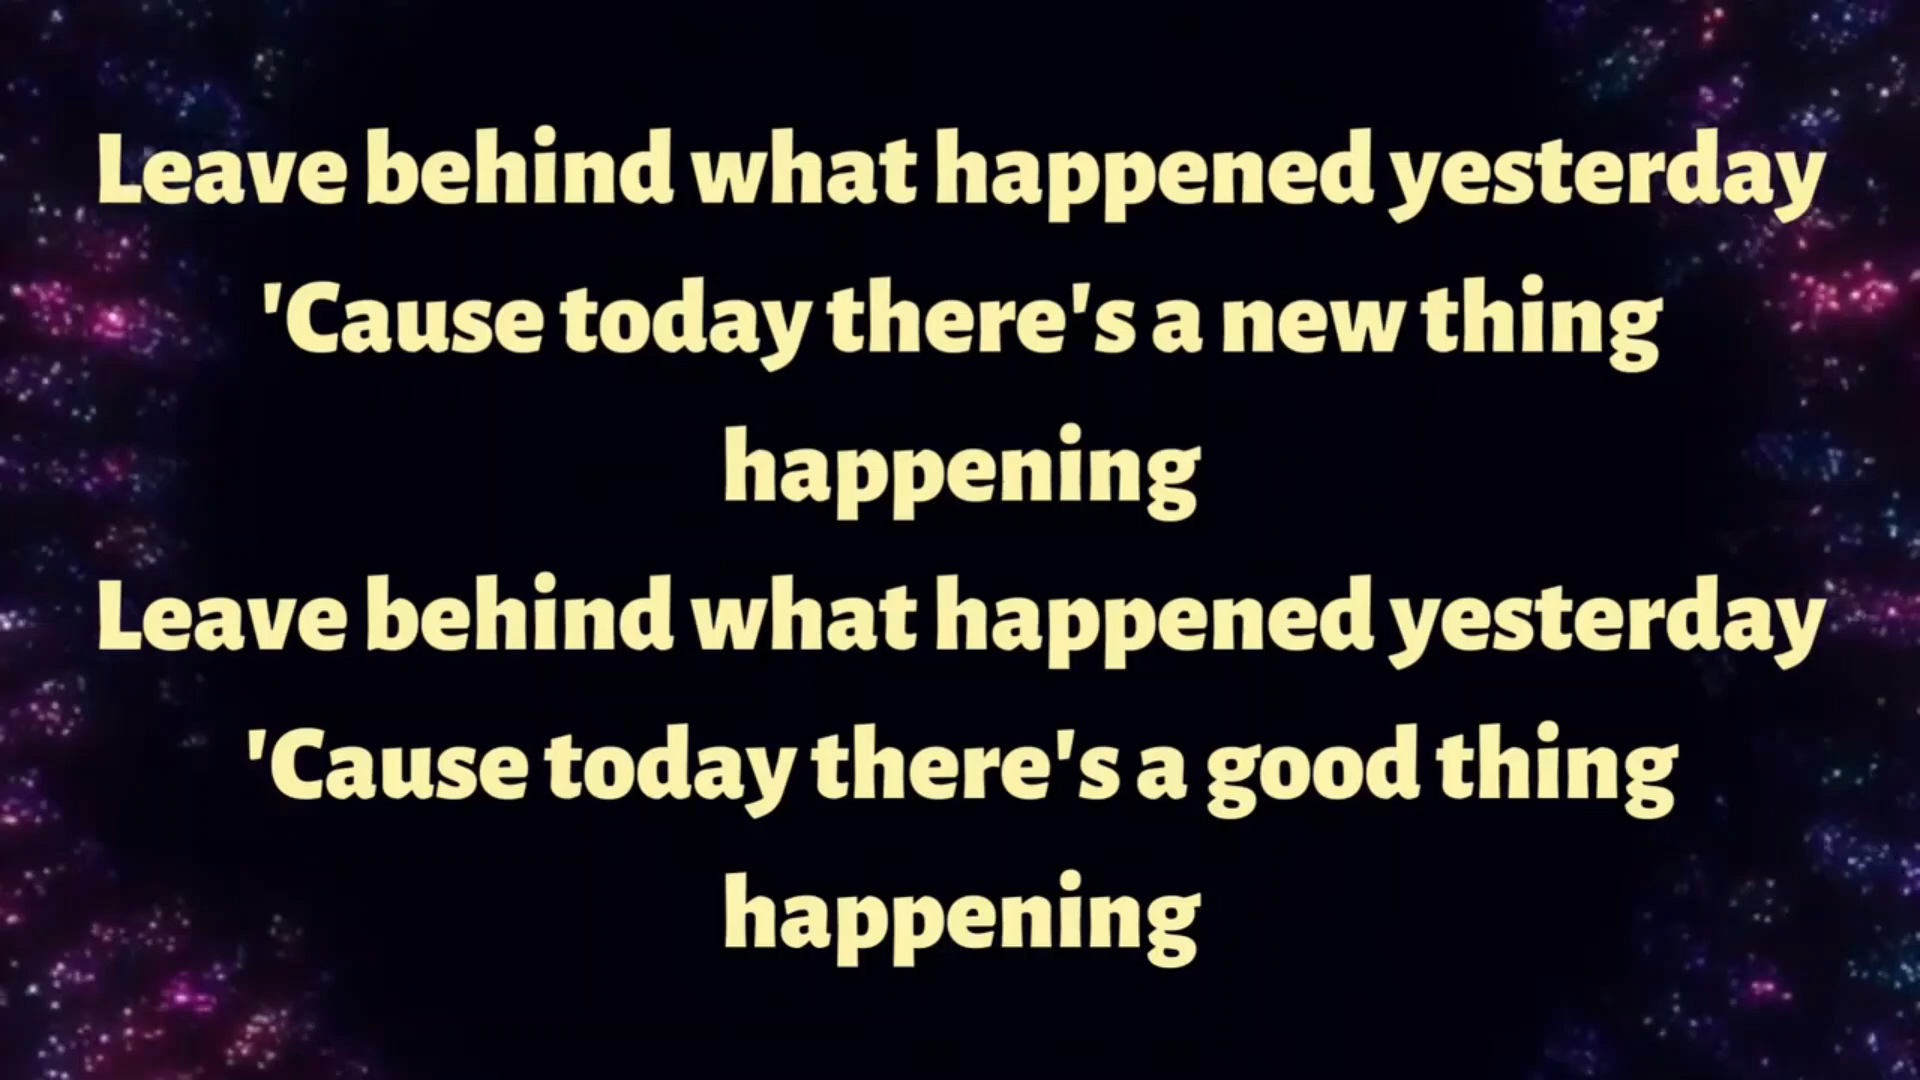 Leave behind what happened yesterday
'Cause today there's a new thing
happening
Leave behind what happened yesterday
'Cause today there's a good thing
happening